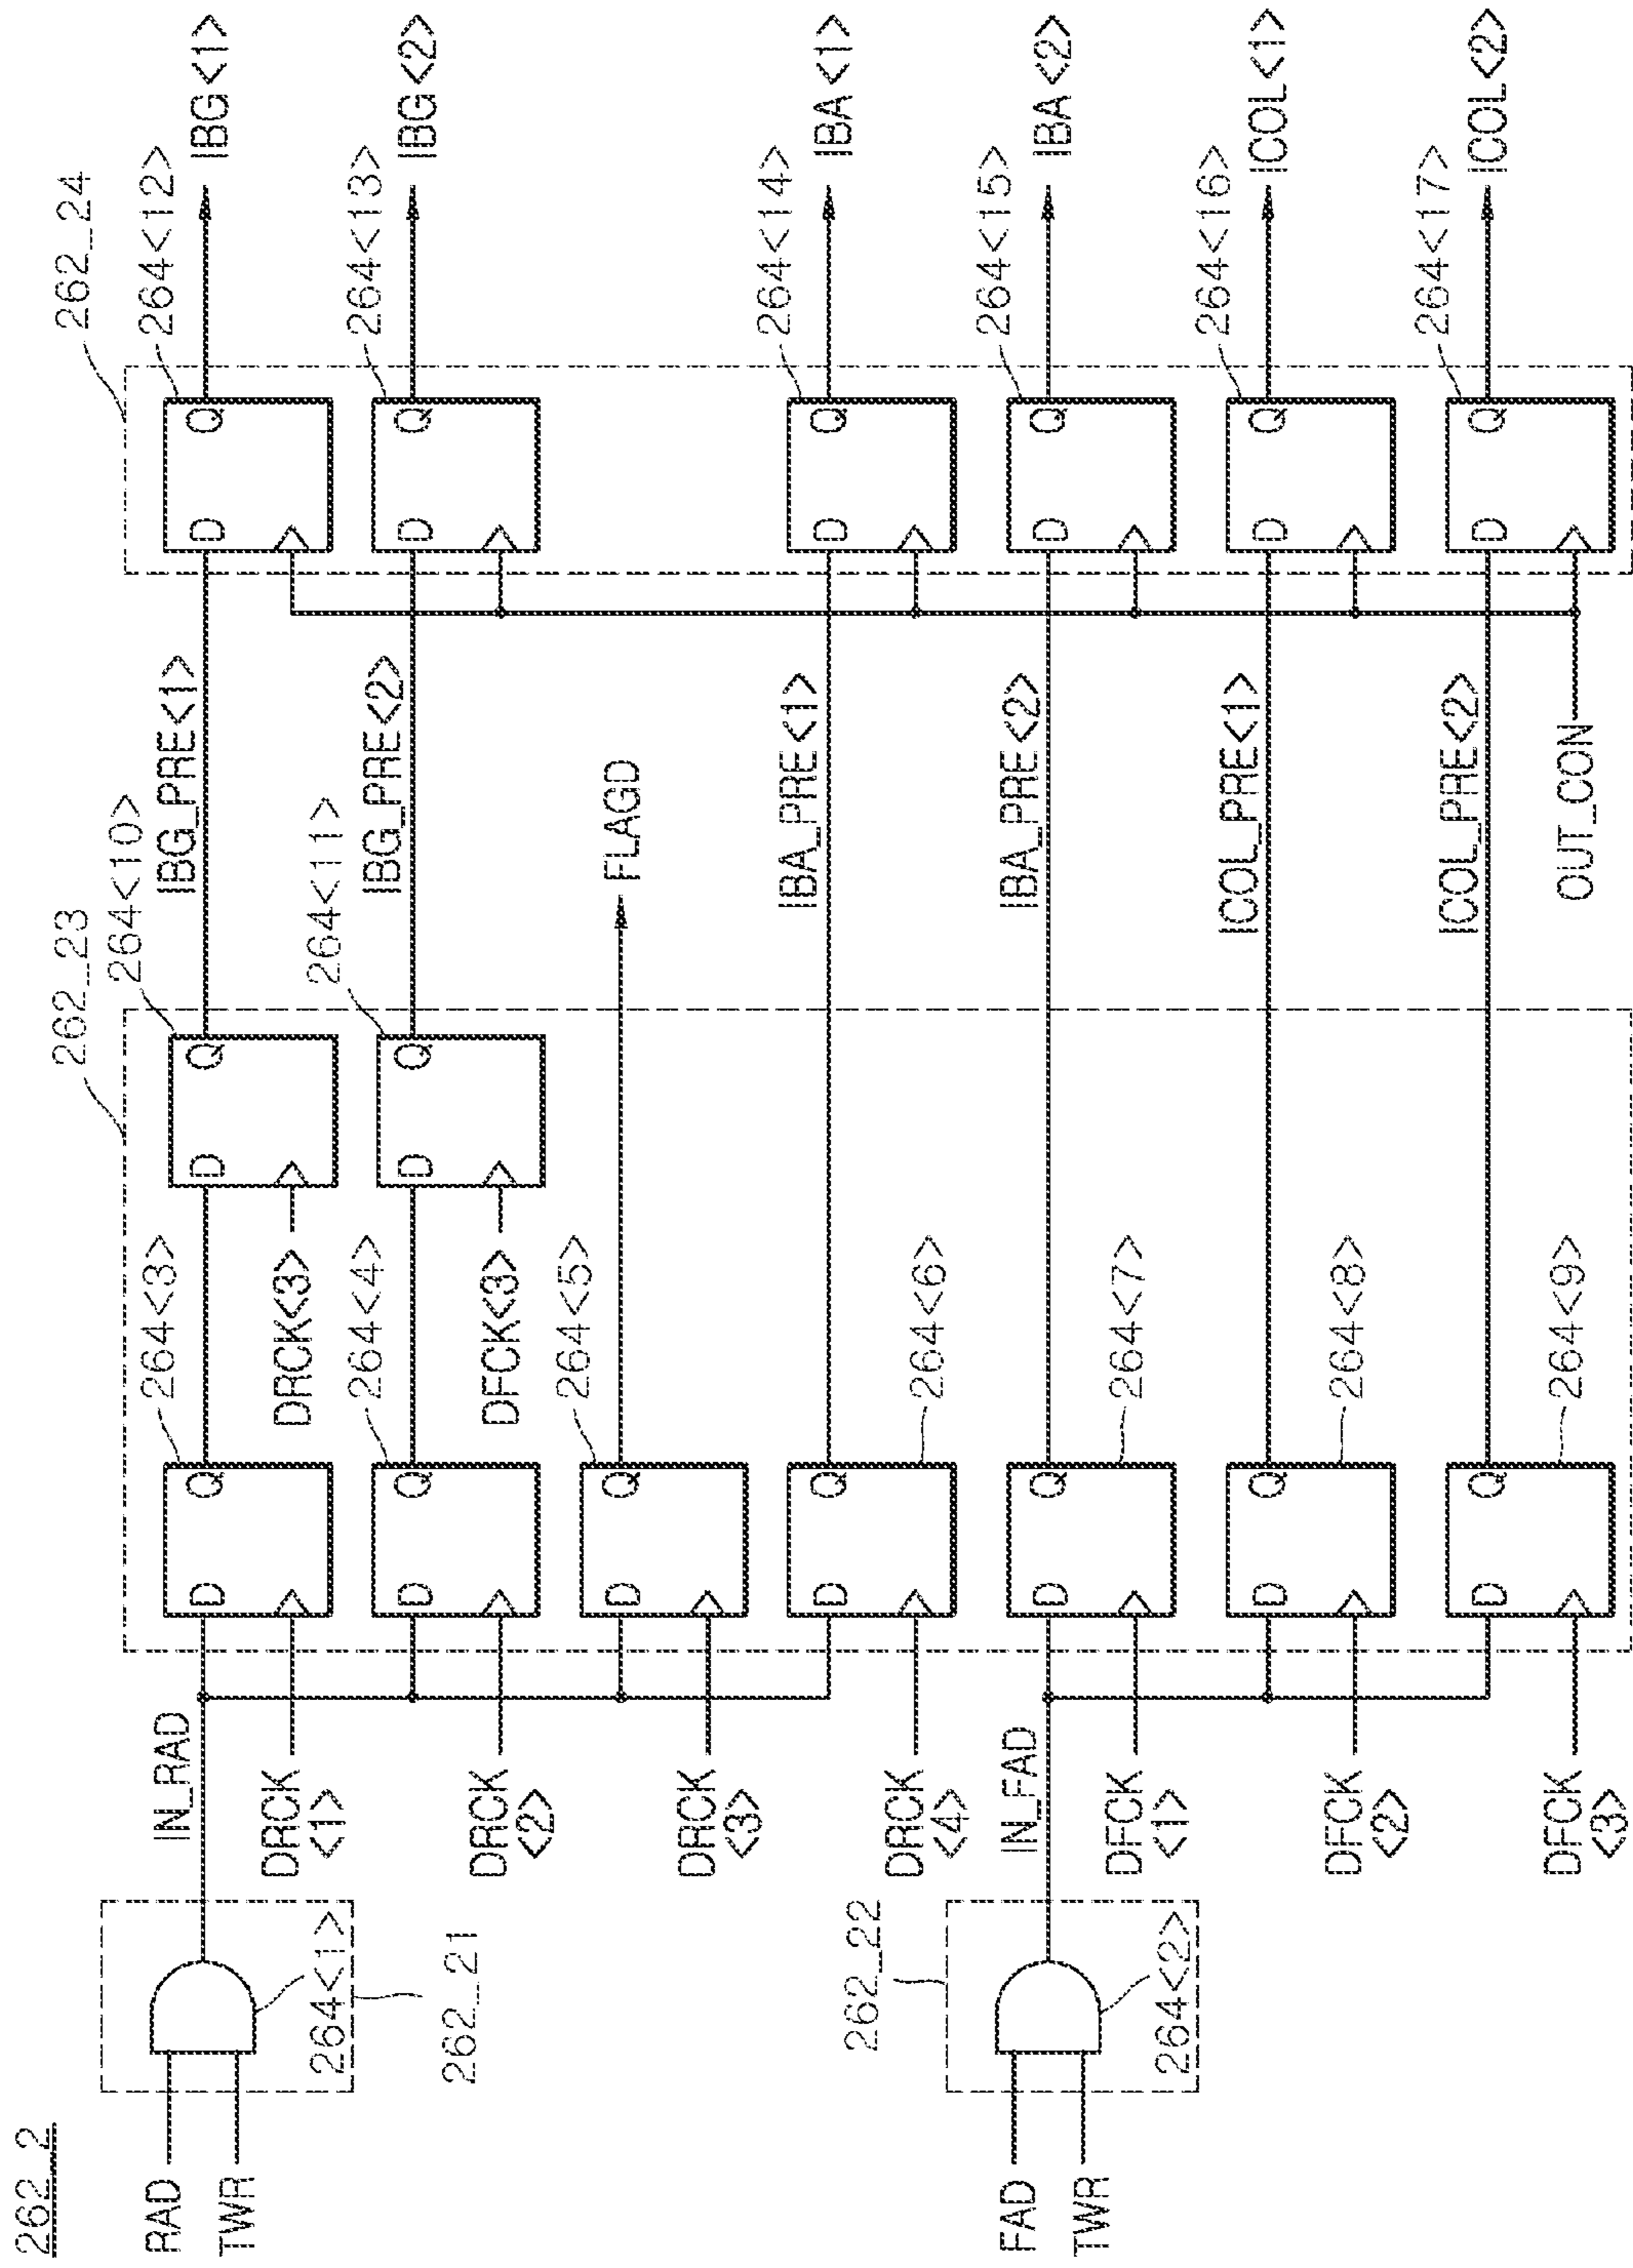 262_2
RAD
TWR
264<1>
262_21
IN_RAD
DRCK
<1>
DRCK
<2>
DRCK
<3>
DRCK
<4>
FAD
TWR
264<2>
262_22
IN_FAD
DFCK
<1>
DFCK
<2>
DFCK
<3>
262_23
D
Q
264<3>
D
Q
264<4>
D
Q
264<5>
D
Q
264<6>
D
Q
264<7>
D
Q
264<8>
D
Q
264<9>
DRCK<3>
D
Q
264<10>
DFCK<3>
D
Q
264<11>
IBG_PRE<1>
IBG_PRE<2>
FLAGD
IBA_PRE<1>
IBA_PRE<2>
ICOL_PRE<1>
ICOL_PRE<2>
OUT_CON
262_24
D
Q
264<12>
D
Q
264<13>
D
Q
264<14>
D
Q
264<15>
D
Q
264<16>
D
Q
264<17>
IBG<1>
IBG<2>
IBA<1>
IBA<2>
ICOL<1>
ICOL<2>